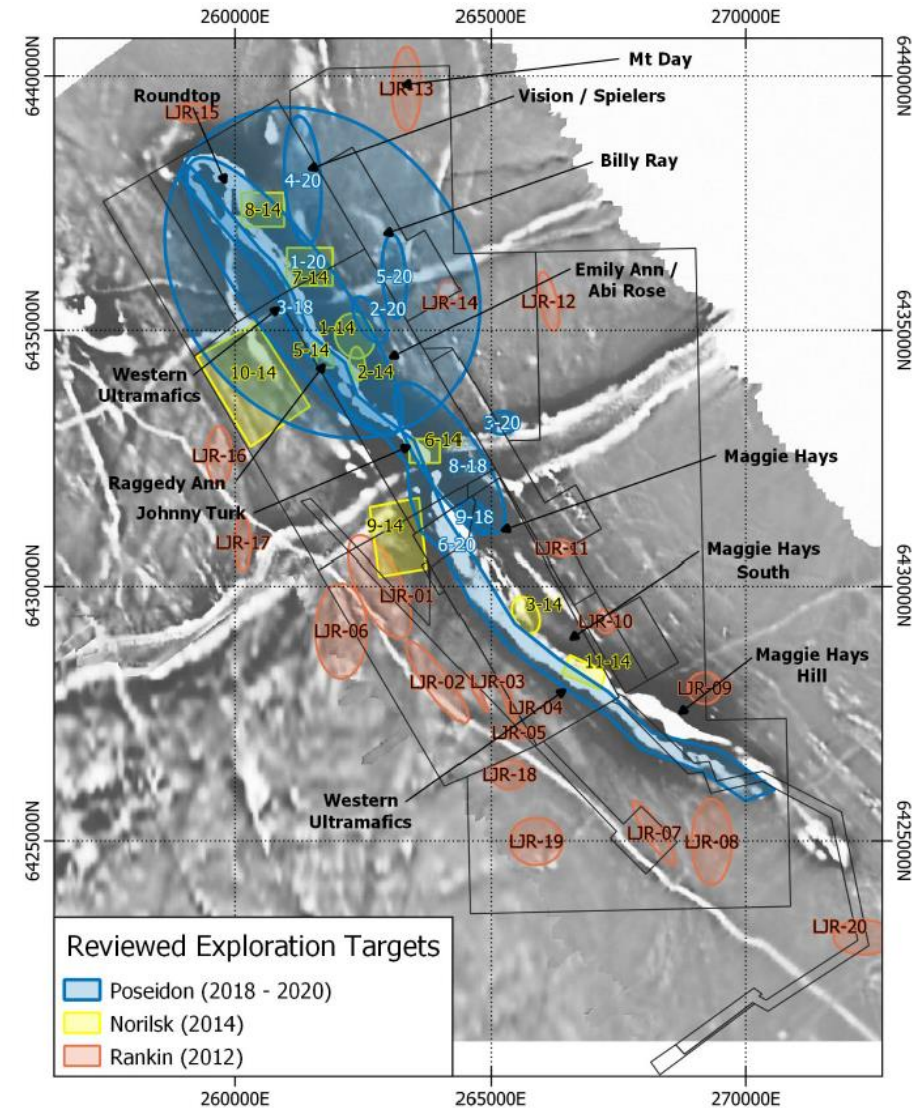 260000E
265000E
270000E
6440000N
6440000N
Mt Day
LJR-13
Roundtop
Vision / Spielers
LJR-15
Billy Ray
4-20
8-14
1-20
7-14
5-20
Emily Ann /
Abi Rose
LJR-14
LJR-12
3-18
2-20
1-14
6435000N
6435000N
5-14
2-14
10-14
Western
Ultramafics
3-20
6-14
LJR-16
8-18
Maggie Hays
Raggedy Ann
Johnny Turk
9-14
9-18
6-20
LJR-17
LJR-11
Maggie Hays
South
6430000N
6430000N
LJR-01
3-14
LJR-10
LJR-06
11-14
Maggie Hays
Hill
LJR-02
LJR-03
LJR-09
LJR-04
LJR-05
LJR-18
Western
Ultramafics
LJR-07
LJR-08
LJR-19
6425000N
6425000N
LJR-20
Reviewed Exploration Targets
Poseidon (2018 - 2020)
Norilsk (2014)
Rankin (2012)
260000E
265000E
270000E